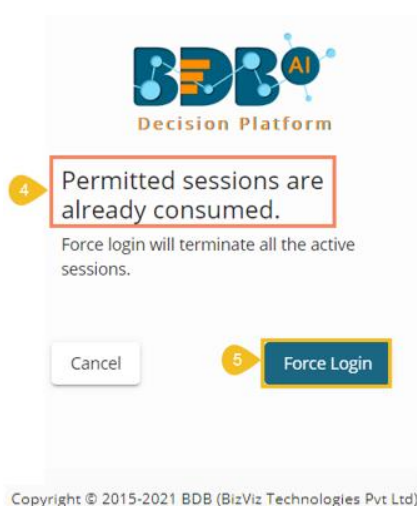 BDB AI
Decision Platform
4
Permitted sessions are
already consumed.
Force login will terminate all the active
sessions.
Cancel
5
Force Login
Copyright © 2015-2021 BDB (BizViz Technologies Pvt Ltd)